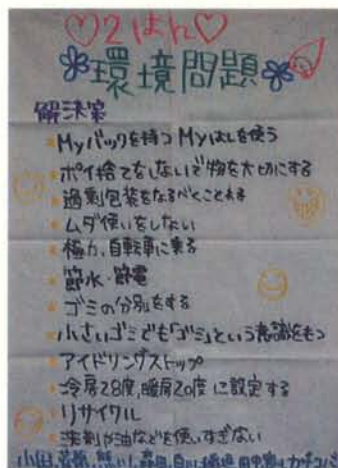 ♡2はん♡
環境問題
解決案
Myバックを持つ Myはしを使う
ポイ捨てをしないで物を大切にする
過剰包装をなるべくことわる
ムダ使いをしない
極力、自転車に乗る
節水・節電
ゴミの分別をする
小さいゴミでも「ゴミ」という意識をもつ
アイドリングストップ
冷房28度,暖房20度に設定する
リサイクル
洗剤や油などを使いすぎない